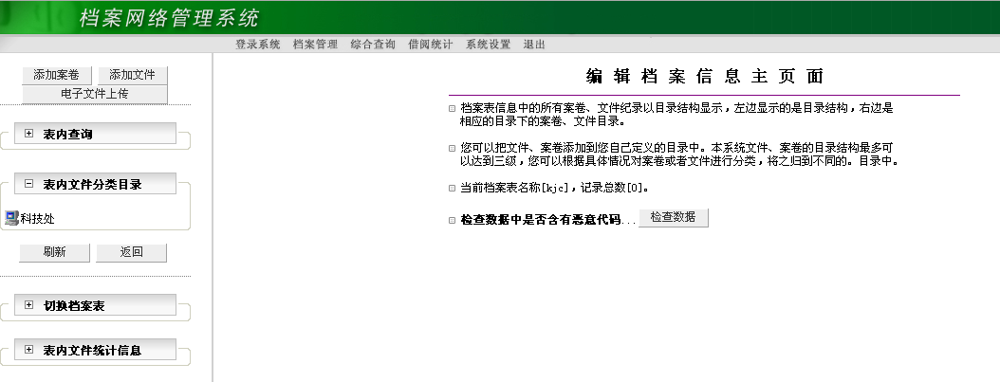 档案网络管理系统
登录系统 档案管理 综合查询 借阅统计 系统设置 退出
添加案卷 添加文件
电子文件上传
表内查询
表内文件分类目录
科技处
刷新 返回
切换档案表
表内文件统计信息
编辑档案信息主页面
档案表信息中的所有案卷、文件纪录以目录结构显示，左边显示的是目录结构，右边是
相应的目录下的案卷、文件目录。
您可以把文件、案卷添加到您自己定义的目录中。本系统文件、案卷的目录结构最多可
以达到三级，您可以根据具体情况对案卷或者文件进行分类，将之归到不同的。目录中。
当前档案表名称[kjc]，记录总数[0]。
检查数据中是否含有恶意代码... 检查数据